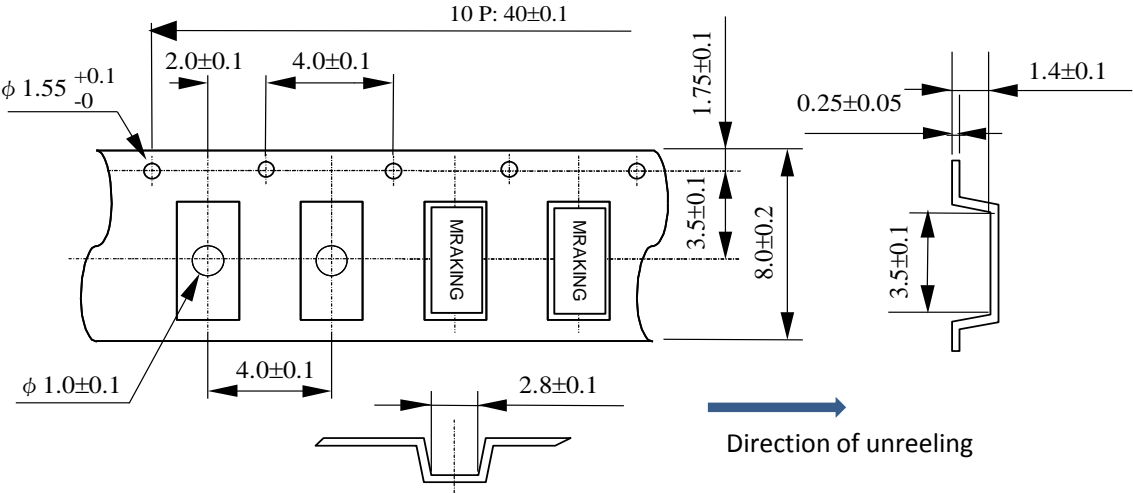 10 P: 40±0.1
2.0±0.1
4.0±0.1
1.75±0.1
1.4±0.1
ϕ 1.55 +0.1
-0
0.25±0.05
3.5±0.1
8.0±0.2
3.5±0.1
MRAKING
MRAKING
ϕ 1.0±0.1
4.0±0.1
2.8±0.1
Direction of unreeling